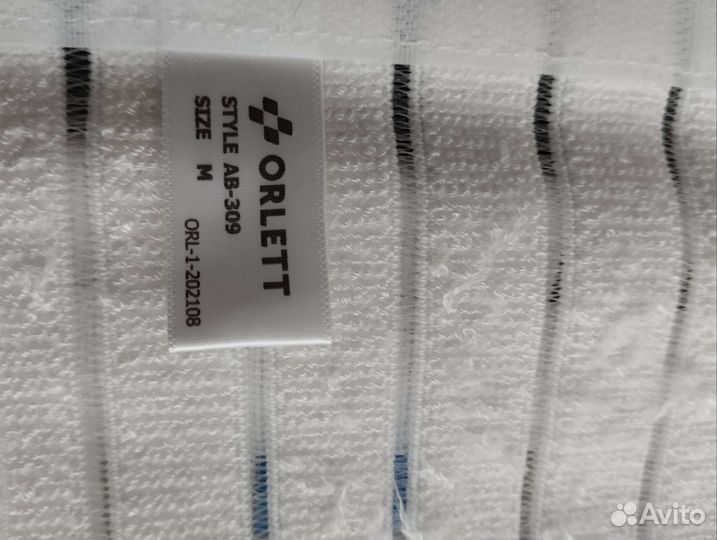 ORLETT
STYLE AB-309
SIZE M
ORL-1-202108
Avito